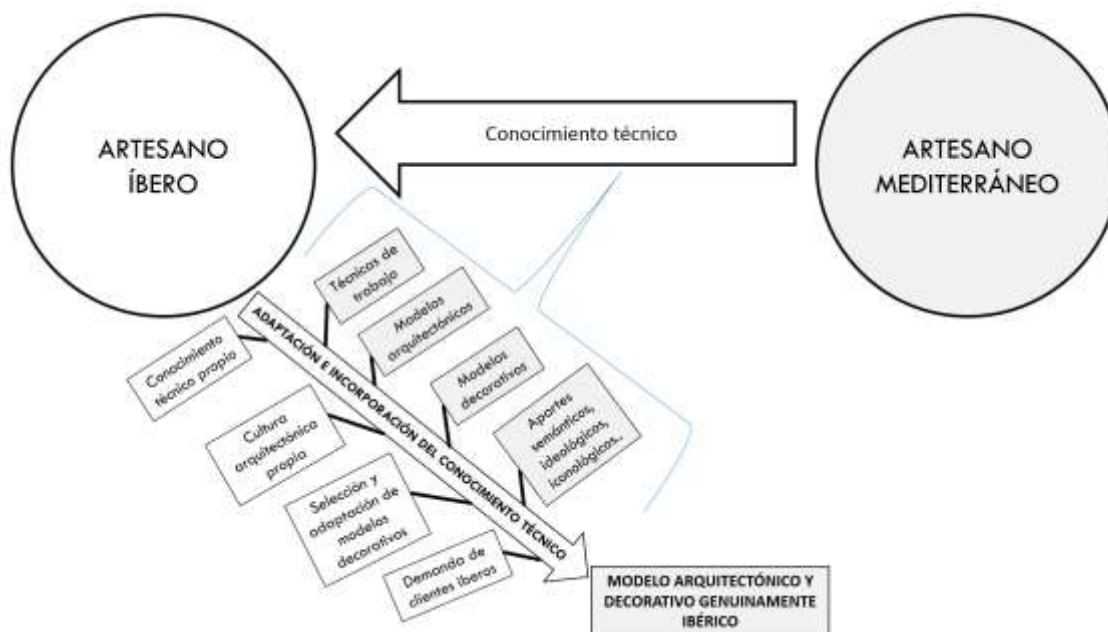 ARTESANO
ÍBERO
Conocimiento técnico
ARTESANO
MEDITERRÁNEO
Técnicas de
trabajo
Modelos
arquitectónicos
Modelos
decorativos
Aportes
semánticos,
ideológicos,
iconológicos..
ADAPTACIÓN E INCORPORACIÓN DEL CONOCIMIENTO TÉCNICO
Conocimiento
técnico propio
Cultura
arquitectónica
propia
Selección y
adaptación de
modelos
decorativos
Demanda de
clientes iberos
MODELO ARQUITECTÓNICO Y
DECORATIVO GENUINAMENTE
IBÉRICO